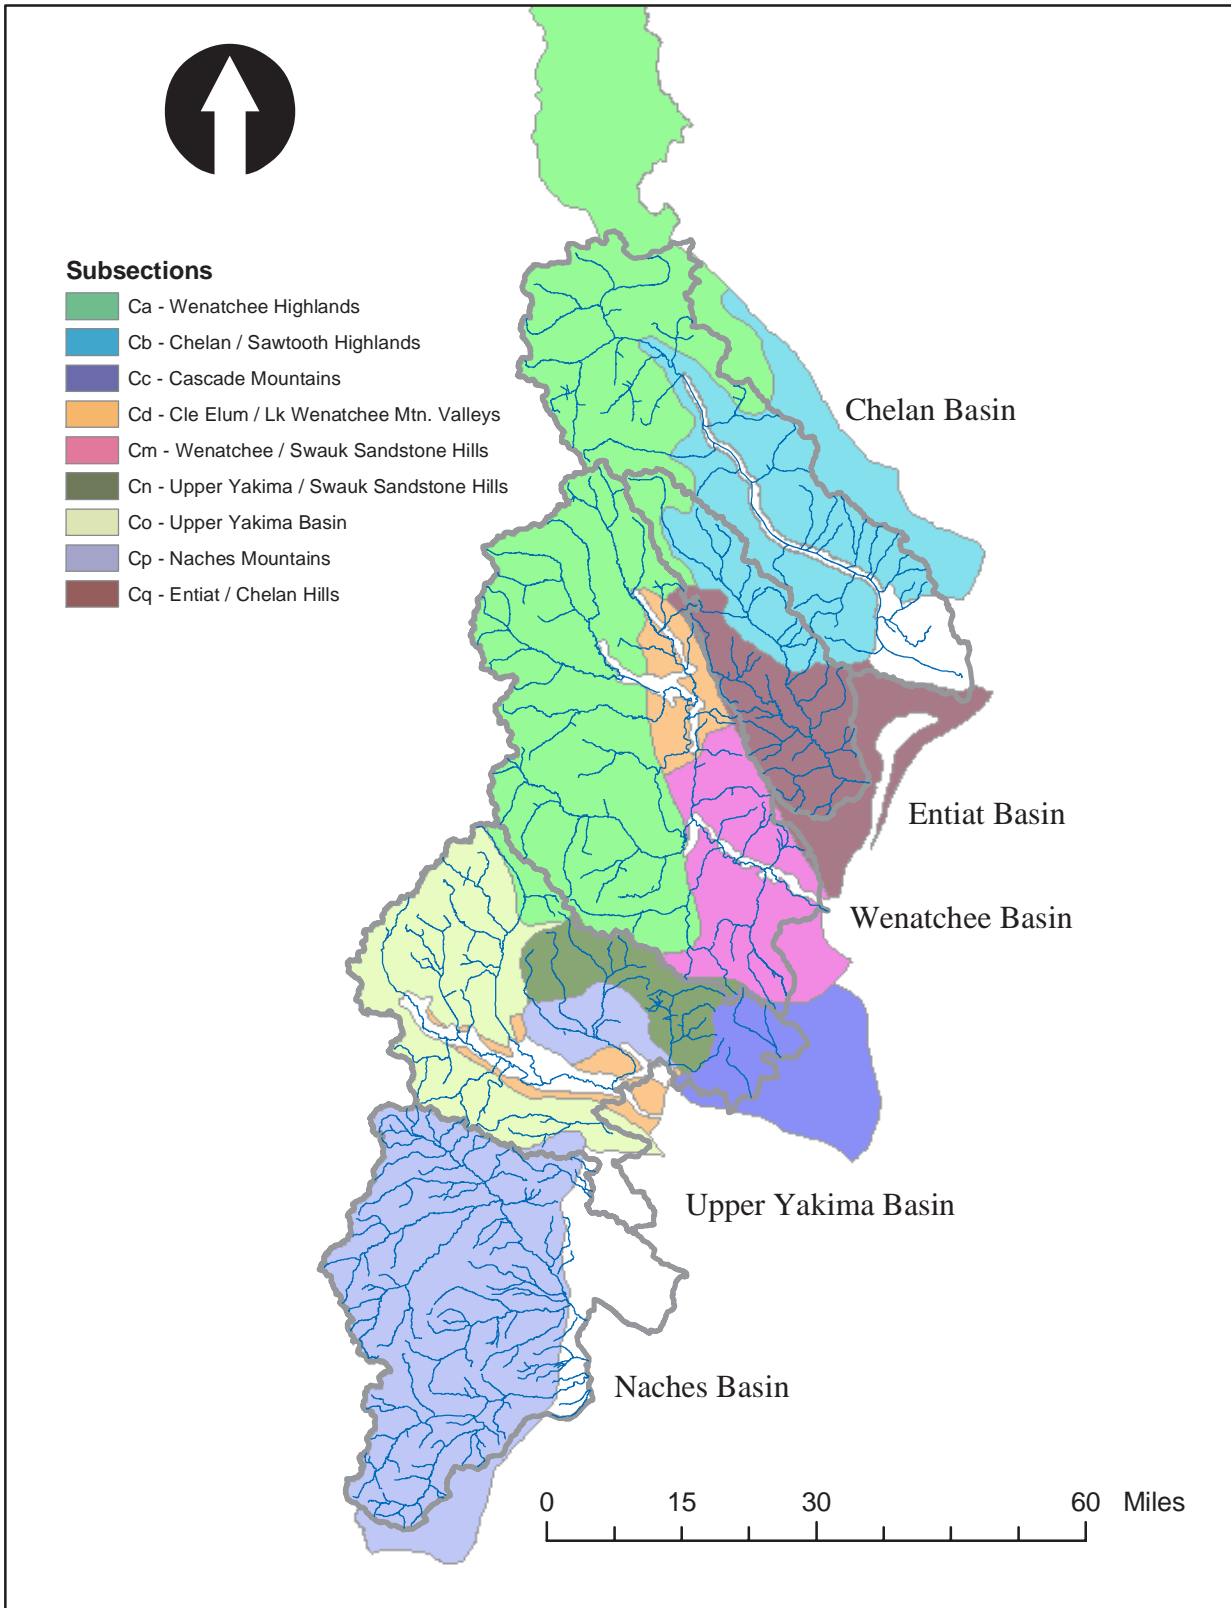 Subsections
Ca - Wenatchee Highlands
Cb - Chelan / Sawtooth Highlands
Cc - Cascade Mountains
Cd - Cle Elum / Lk Wenatchee Mtn. Valleys
Cm - Wenatchee / Swauk Sandstone Hills
Cn - Upper Yakima / Swauk Sandstone Hills
Co - Upper Yakima Basin
Cp - Naches Mountains
Cq - Entiat / Chelan Hills
Chelan Basin
Entiat Basin
Wenatchee Basin
Upper Yakima Basin
Naches Basin
0 15 30 60 Miles